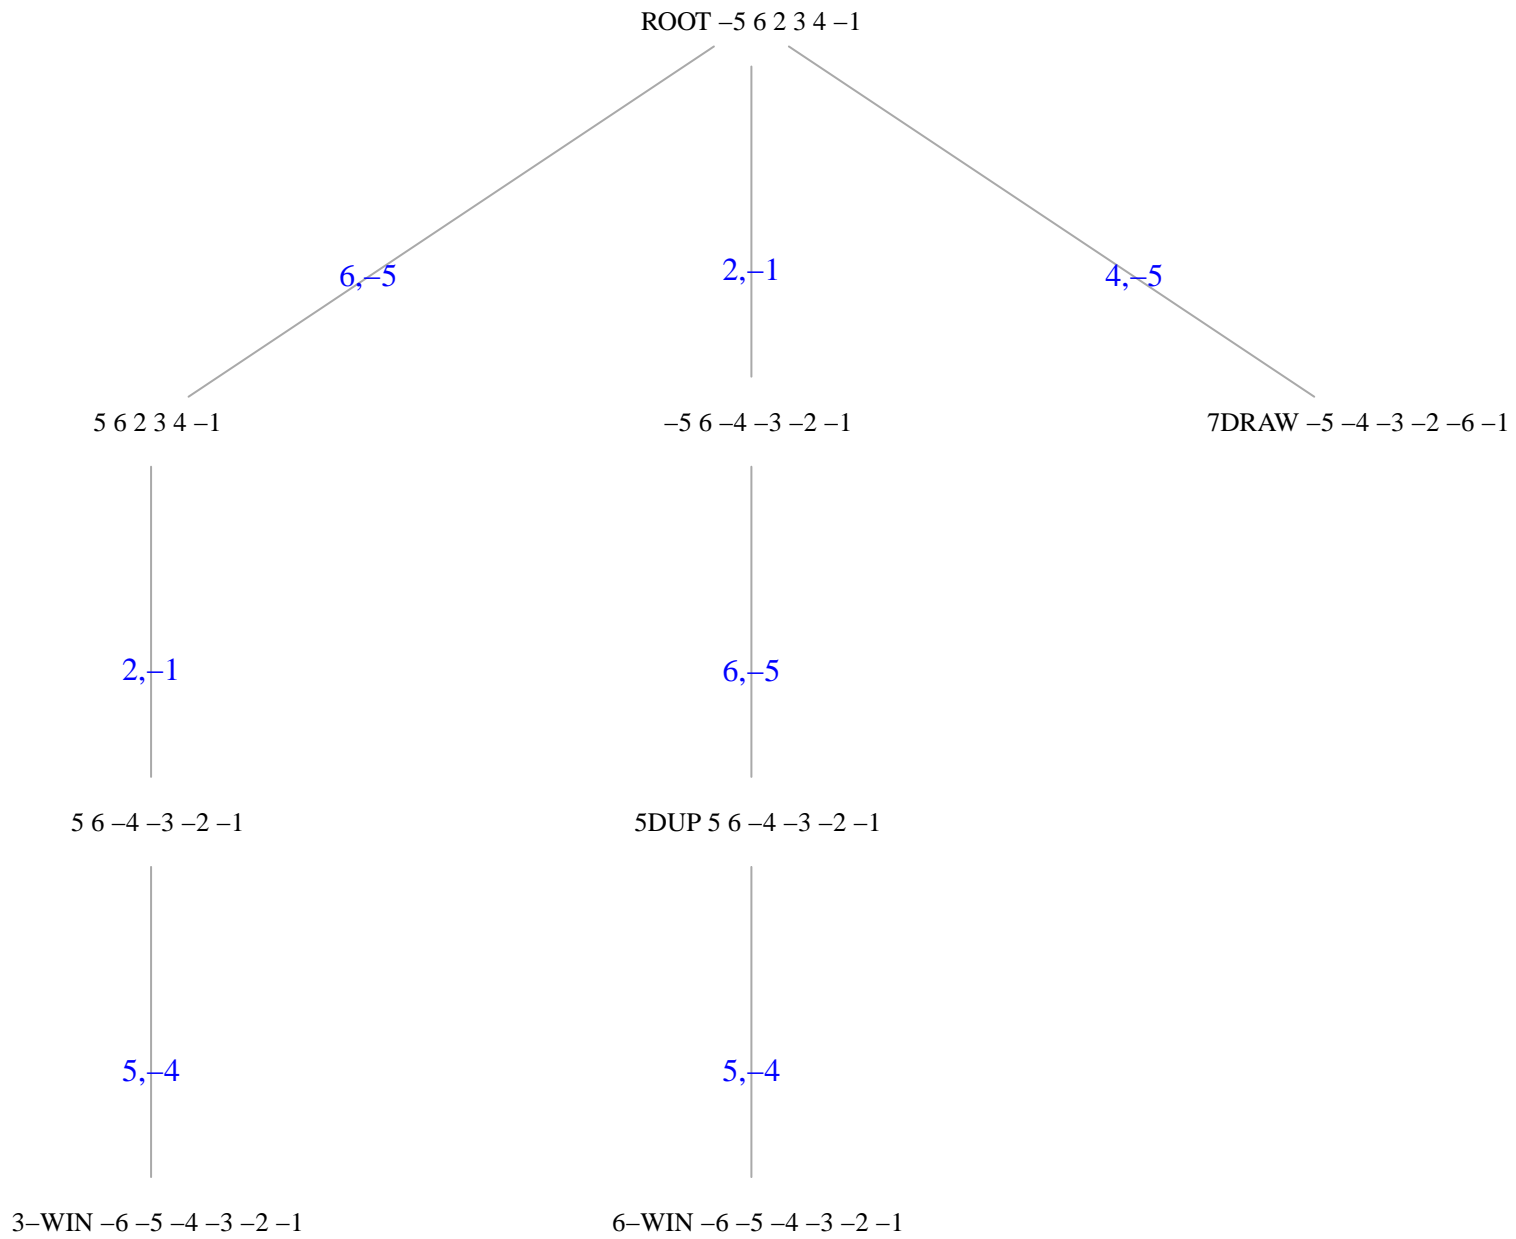 ROOT –5 6 2 3 4 –1
6,–5
2,–1
4,–5
5 6 2 3 4 –1
–5 6 –4 –3 –2 –1
7DRAW –5 –4 –3 –2 –6 –1
2,–1
6,–5
5 6 –4 –3 –2 –1
5DUP 5 6 –4 –3 –2 –1
5,–4
5,–4
3–WIN –6 –5 –4 –3 –2 –1
6–WIN –6 –5 –4 –3 –2 –1